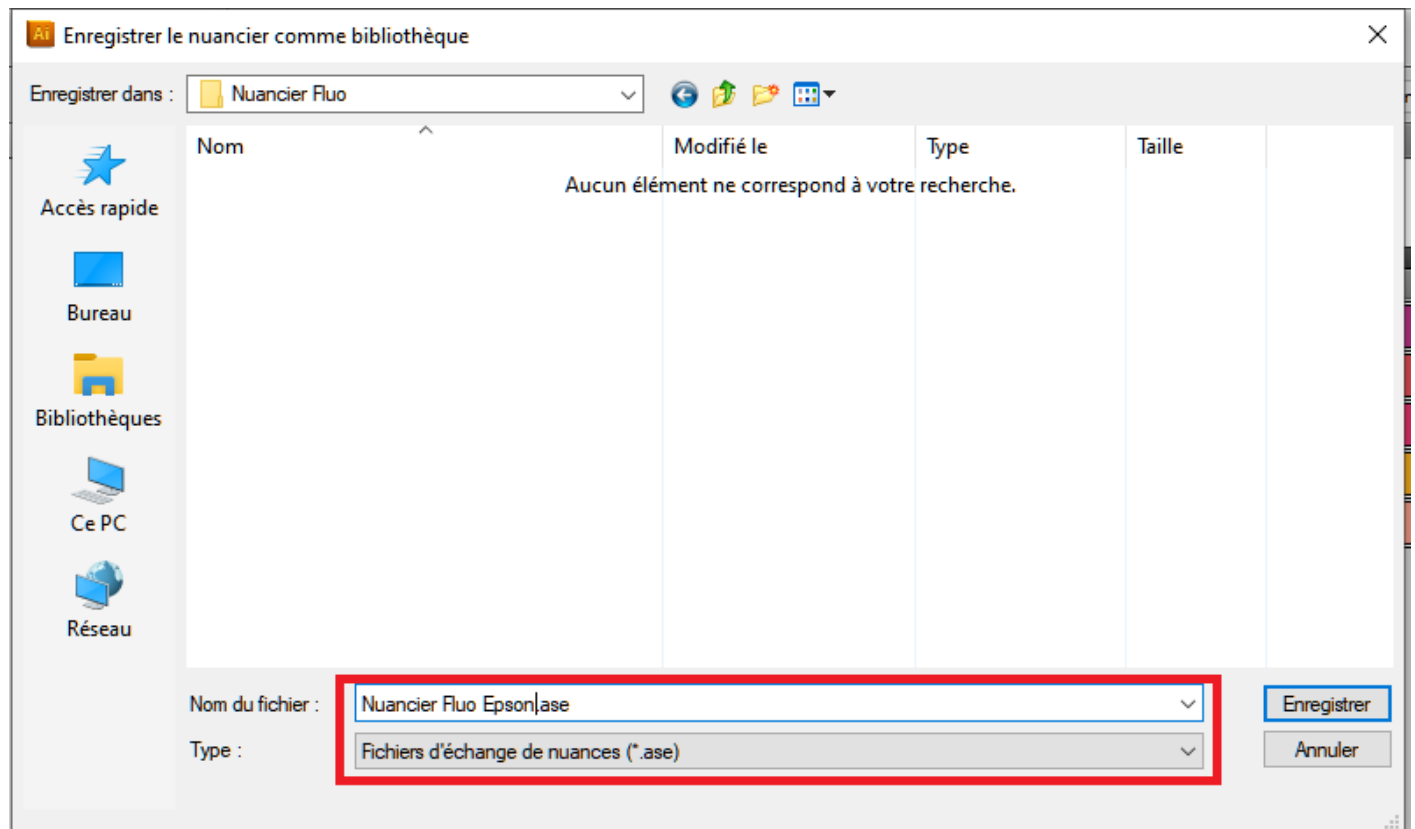 Ai Enregistrer le nuancier comme bibliothèque
Enregistrer dans : Nuancier Fluo
Nom Modifié le Type Taille
Aucun élément ne correspond à votre recherche.
Accès rapide
Bureau
Bibliothèques
Ce PC
Réseau
Nom du fichier : Nuancier Fluo Epson.ase Enregistrer
Type : Fichiers d'échange de nuances (*.ase) Annuler